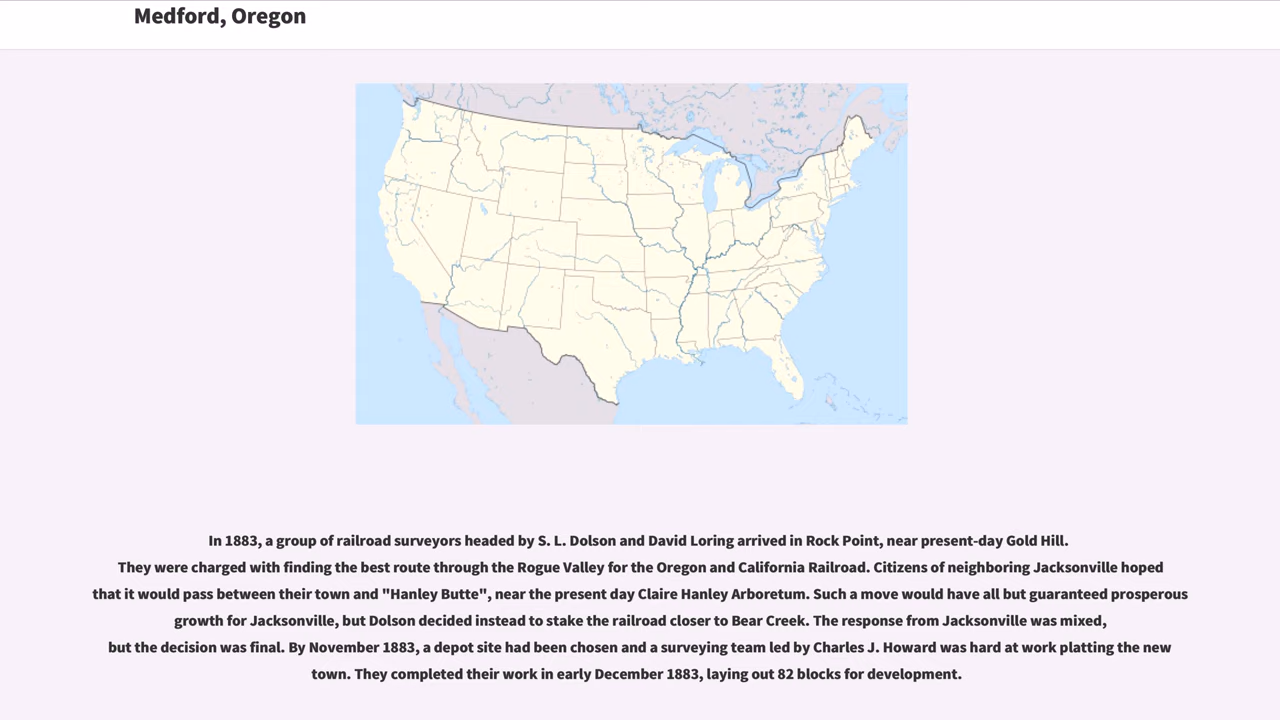 Medford, Oregon
In 1883, a group of railroad surveyors headed by S. L. Dolson and David Loring arrived in Rock Point, near present-day Gold Hill.
They were charged with finding the best route through the Rogue Valley for the Oregon and California Railroad. Citizens of neighboring Jacksonville hoped
that it would pass between their town and "Hanley Butte", near the present day Claire Hanley Arboretum. Such a move would have all but guaranteed prosperous
growth for Jacksonville, but Dolson decided instead to stake the railroad closer to Bear Creek. The response from Jacksonville was mixed,
but the decision was final. By November 1883, a depot site had been chosen and a surveying team led by Charles J. Howard was hard at work platting the new
town. They completed their work in early December 1883, laying out 82 blocks for development.